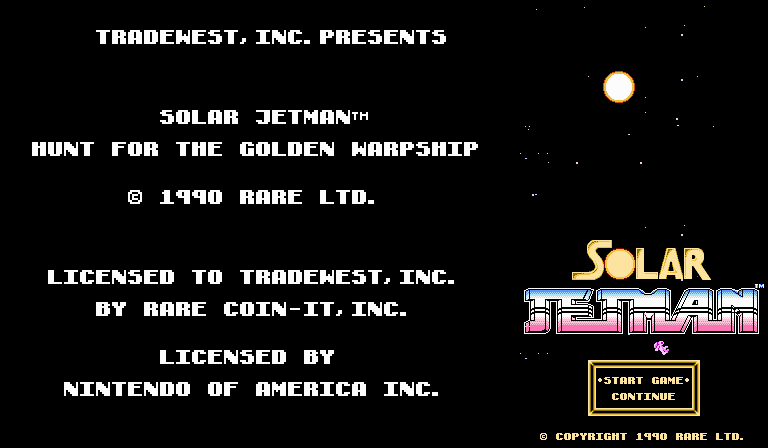 TRADEWEST, INC. PRESENTS
SOLAR JETMAN™
HUNT FOR THE GOLDEN WARPSHIP
© 1990 RARE LTD.
LICENSED TO TRADEWEST, INC.
BY RARE COIN-IT, INC.
LICENSED BY
NINTENDO OF AMERICA INC.
SOLAR
JETMAN™
•START GAME•
CONTINUE
© COPYRIGHT 1990 RARE LTD.